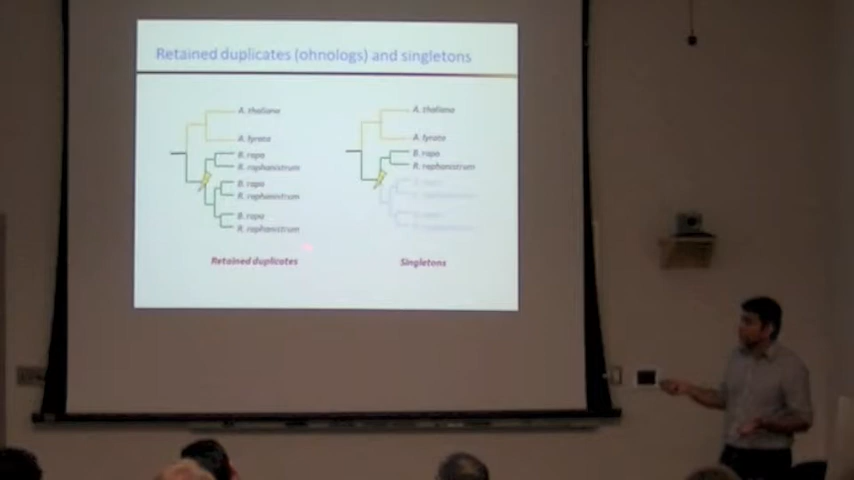 Retained duplicates (ohnologs) and singletons
A. thaliana
A. lyrata
B. rapa
R. raphanistrum
B. rapa
R. raphanistrum
B. rapa
R. raphanistrum
Retained duplicates
A. thaliana
A. lyrata
B. rapa
R. raphanistrum
Singletons